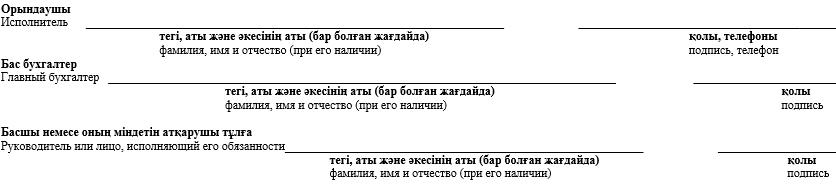 Орындаушы
Исполнитель
тегі, аты және әкесінің аты (бар болған жағдайда) қолы, телефоны
фамилия, имя и отчество (при его наличии) подпись, телефон
Бас бухгалтер
Главный бухгалтер
тегі, аты және әкесінің аты (бар болған жағдайда) қолы
фамилия, имя и отчество (при его наличии) подпись
Басшы немесе оның міндетін атқарушы тұлға
Руководитель или лицо, исполняющий его обязанности
тегі, аты және әкесінің аты (бар болған жағдайда) қолы
фамилия, имя и отчество (при его наличии) подпись